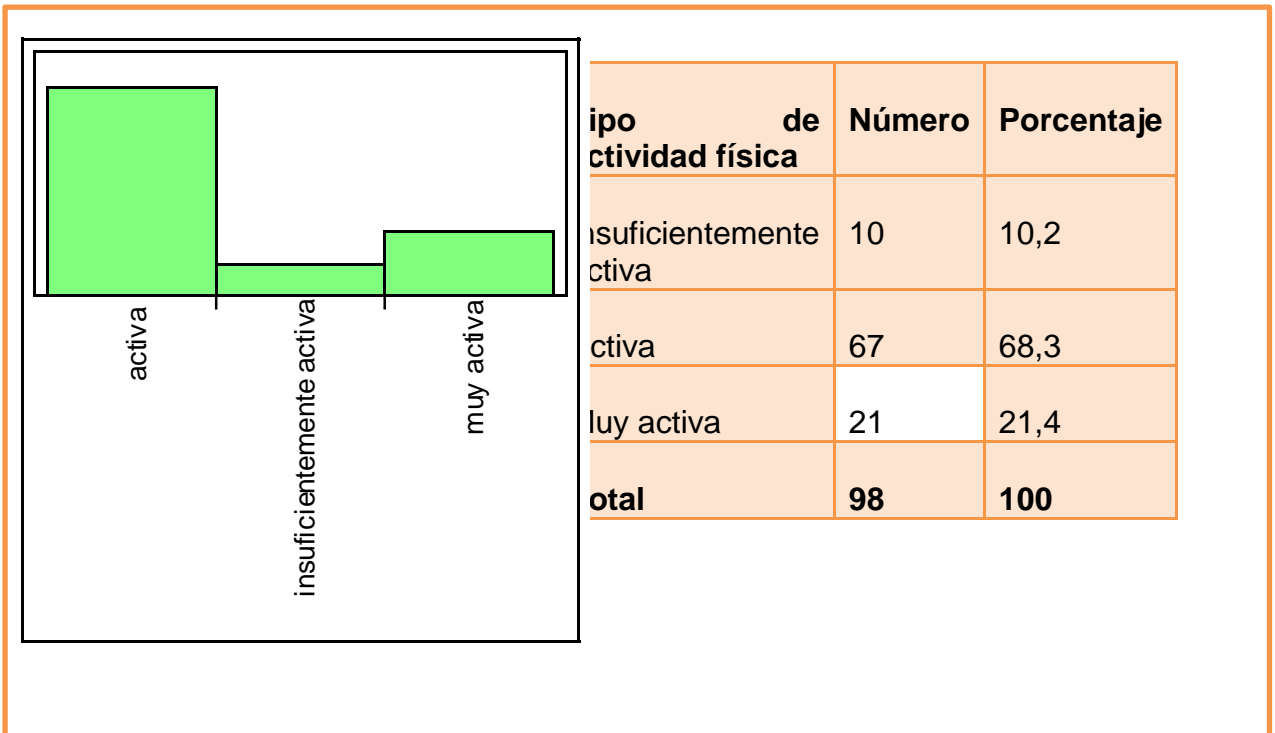 activa
insuficientemente activa
muy activa
ipo de Número Porcentaje
ctividad física
nsuficientemente 10 10,2
ctiva
ctiva 67 68,3
uy activa 21 21,4
otal 98 100